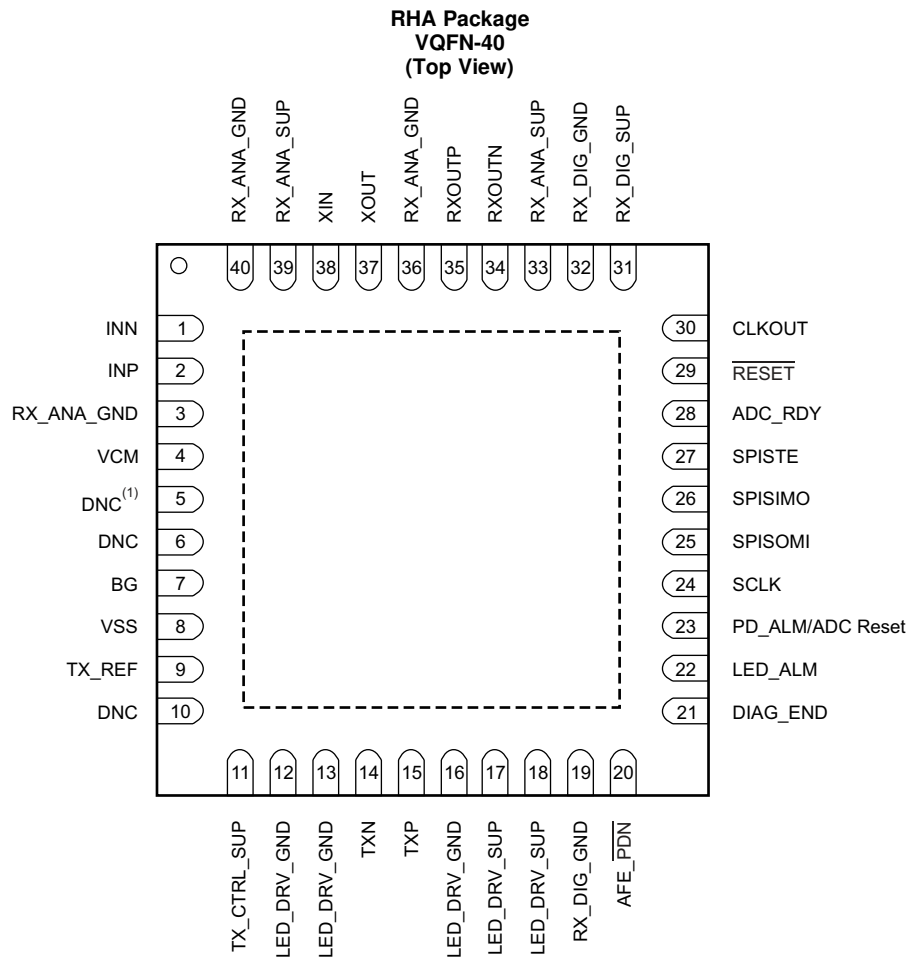 RHA Package
VQFN-40
(Top View)
RX_ANA_GND
RX_ANA_SUP
XIN
XOUT
RX_ANA_GND
RXOUTP
RXOUTN
RX_ANA_SUP
RX_DIG_GND
RX_DIG_SUP
40 39 38 37 36 35 34 33 32 31
INN 1
INP 2
RX_ANA_GND 3
VCM 4
DNC(1) 5
DNC 6
BG 7
VSS 8
TX_REF 9
DNC 10
30 CLKOUT
29 RESET
28 ADC_RDY
27 SPISTE
26 SPISIMO
25 SPISOMI
24 SCLK
23 PD_ALM/ADC Reset
22 LED_ALM
21 DIAG_END
11 12 13 14 15 16 17 18 19 20
TX_CTRL_SUP
LED_DRV_GND
LED_DRV_GND
TXN
TXP
LED_DRV_GND
LED_DRV_SUP
LED_DRV_SUP
RX_DIG_GND
AFE_PDN